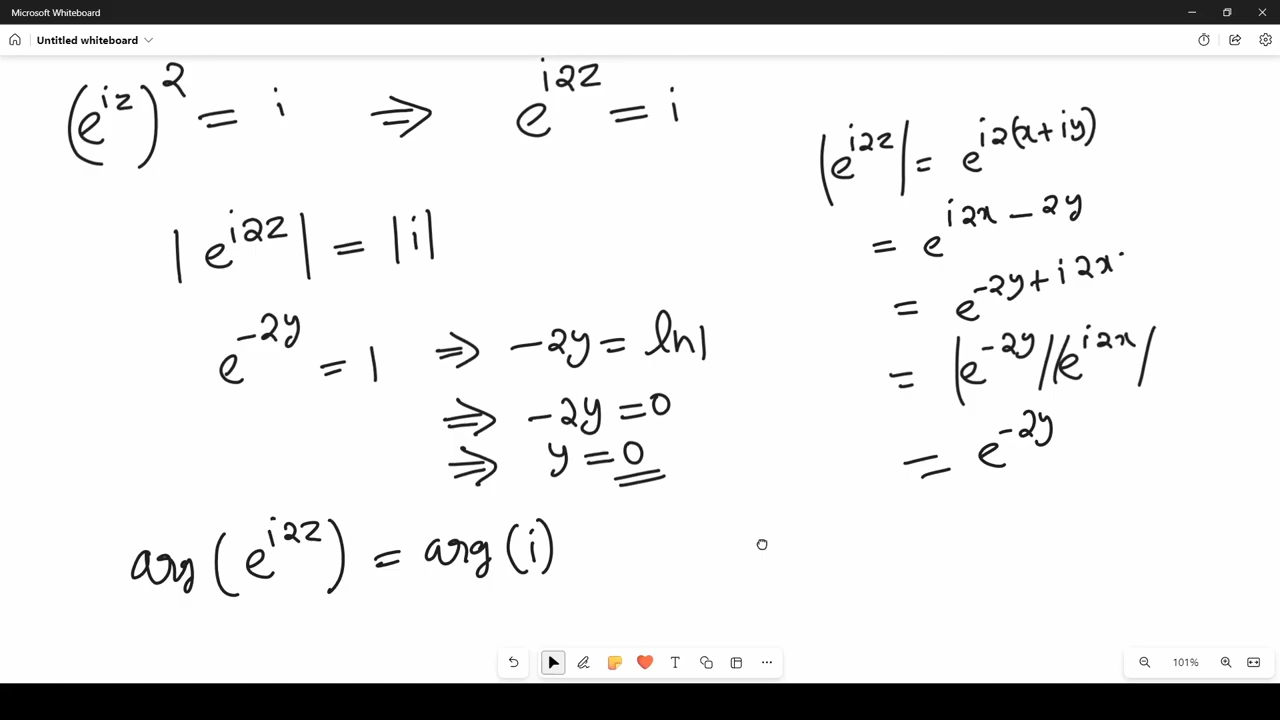 Microsoft Whiteboard
Untitled whiteboard
(e^{iz})^2 = i ⇒ e^{i2z} = i
|e^{i2z}| = |i|
e^{-2y} = 1 ⇒ -2y = ln1
⇒ -2y = 0
⇒ y = 0
arg(e^{i2z}) = arg(i)
|e^{i2z}| = e^{i2(x+iy)}
= e^{i2x - 2y}
= e^{-2y + i2x}
= |e^{-2y}||e^{i2x}|
= e^{-2y}
T
101%